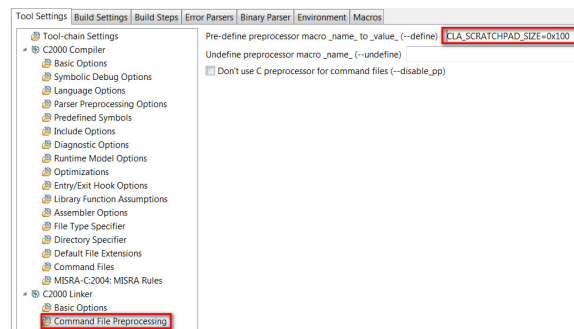 Tool Settings Build Settings Build Steps Error Parsers Binary Parser Environment Macros
Tool-chain Settings
C2000 Compiler
Basic Options
Symbolic Debug Options
Language Options
Parser Preprocessing Options
Predefined Symbols
Include Options
Diagnostic Options
Runtime Model Options
Optimizations
Entry/Exit Hook Options
Library Function Assumptions
Assembler Options
File Type Specifier
Directory Specifier
Default File Extensions
Command Files
MISRA-C:2004: MISRA Rules
C2000 Linker
Basic Options
Command File Preprocessing
Pre-define preprocessor macro _name_ to _value_ (--define) CLA_SCRATCHPAD_SIZE=0x100
Undefine preprocessor macro _name_ (--undefine)
Don't use C preprocessor for command files (--disable_pp)